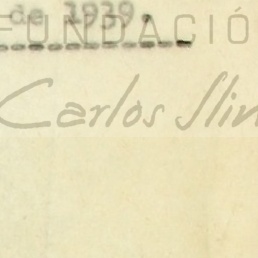 de 1939.
FUNDACIÓ
Carlos Slim